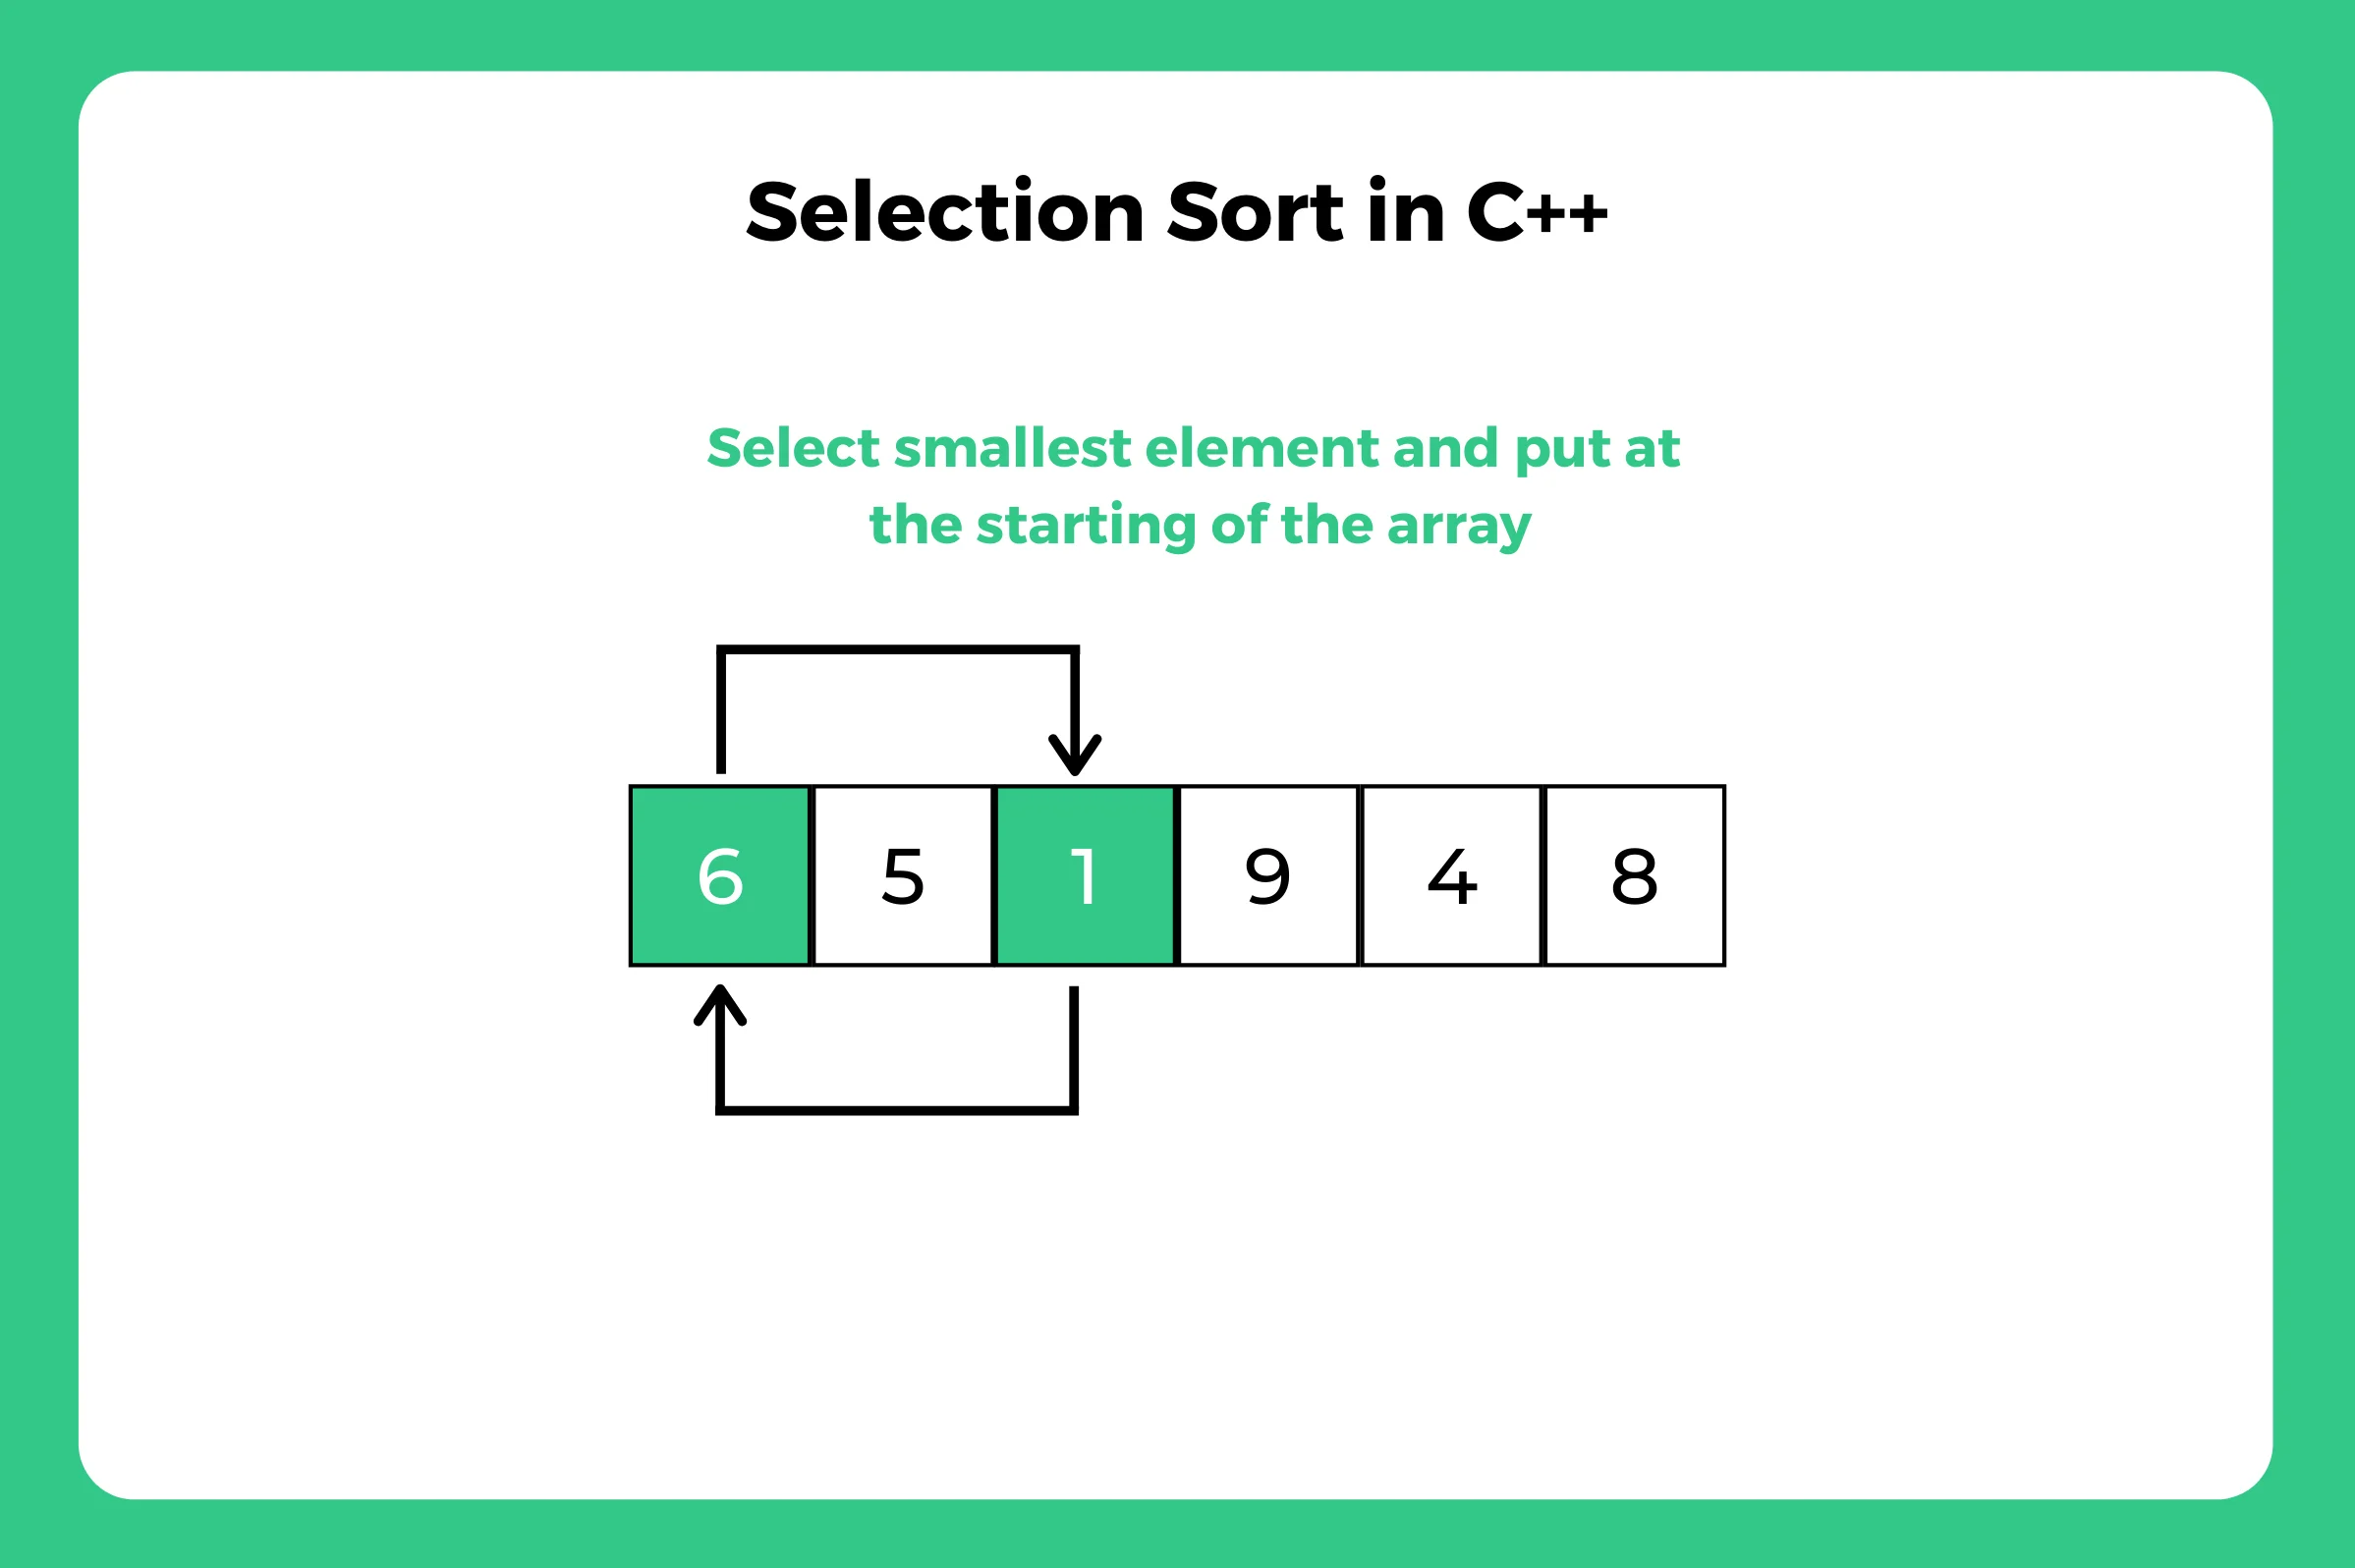 Selection Sort in C++
Select smallest element and put at
the starting of the array
6 5 1 9 4 8